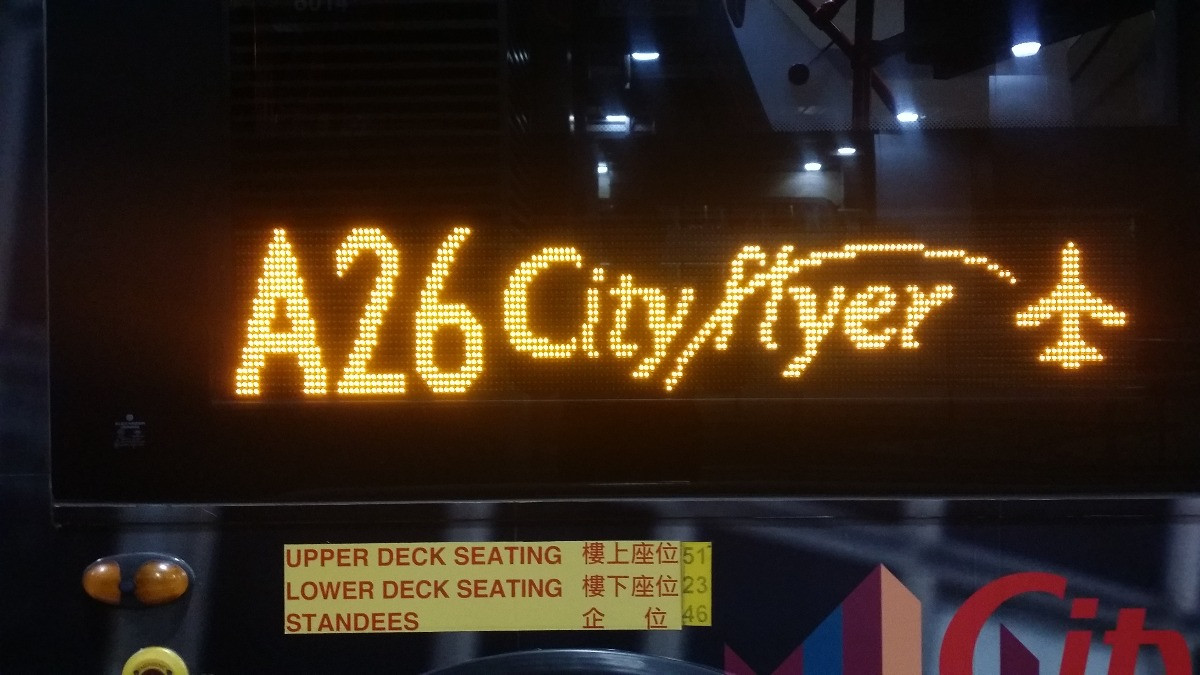 A26 Cityflyer
UPPER DECK SEATING 樓上座位 51
LOWER DECK SEATING 樓下座位 23
STANDEES 企 位 46